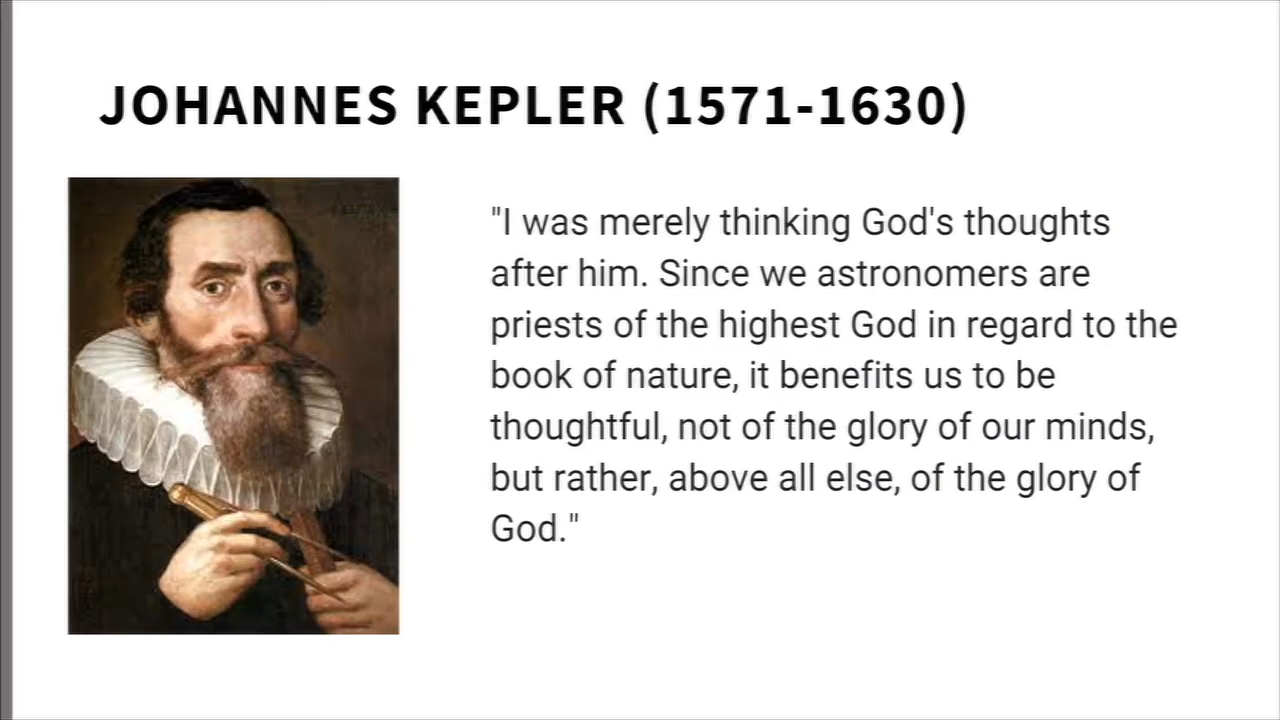 JOHANNES KEPLER (1571-1630)
"I was merely thinking God's thoughts
after him. Since we astronomers are
priests of the highest God in regard to the
book of nature, it benefits us to be
thoughtful, not of the glory of our minds,
but rather, above all else, of the glory of
God."